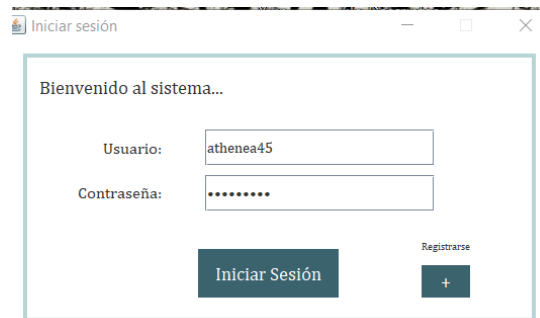 Iniciar sesión
Bienvenido al sistema...
Usuario: athenea45
Contraseña: •••••••••
Registrarse
Iniciar Sesión +